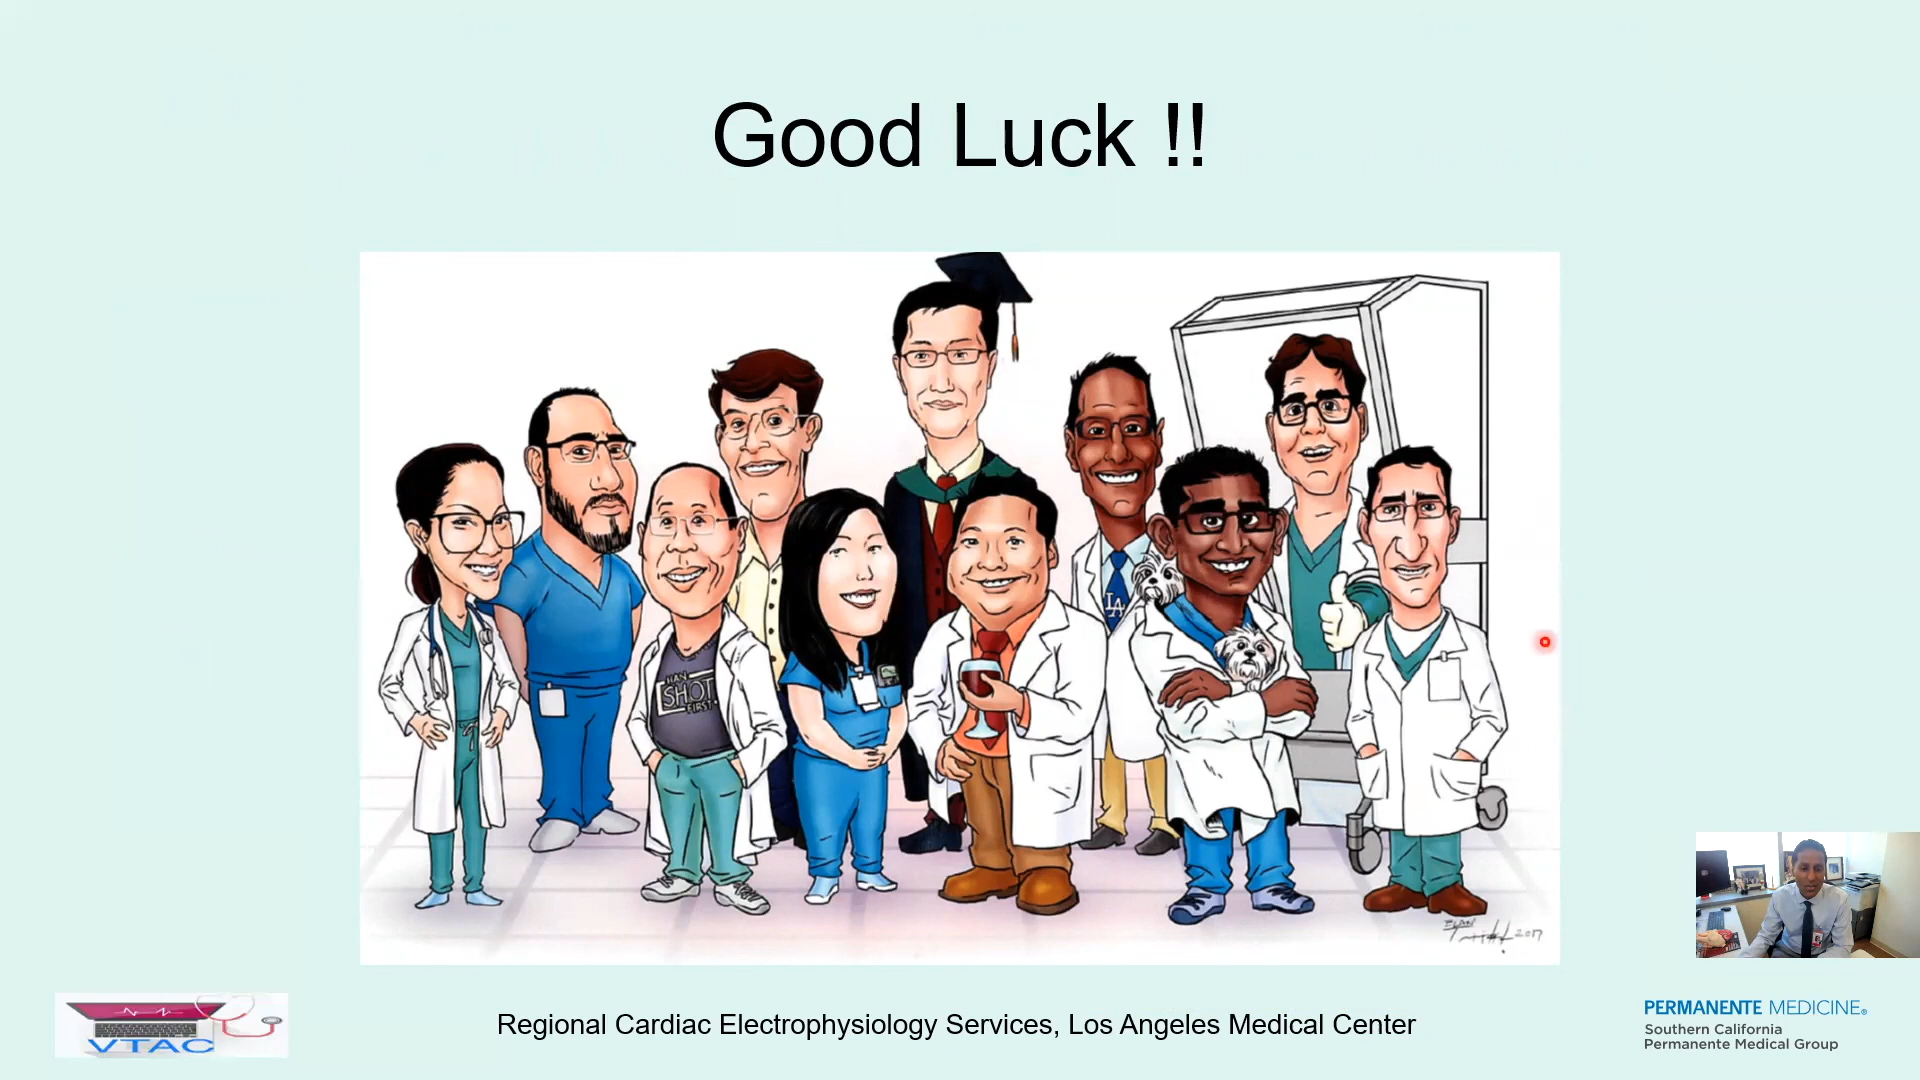 Good Luck !!
LA
HAN
SHOT
FIRST
2017
VTAC
Regional Cardiac Electrophysiology Services, Los Angeles Medical Center
PERMANENTE MEDICINE®
Southern California
Permanente Medical Group